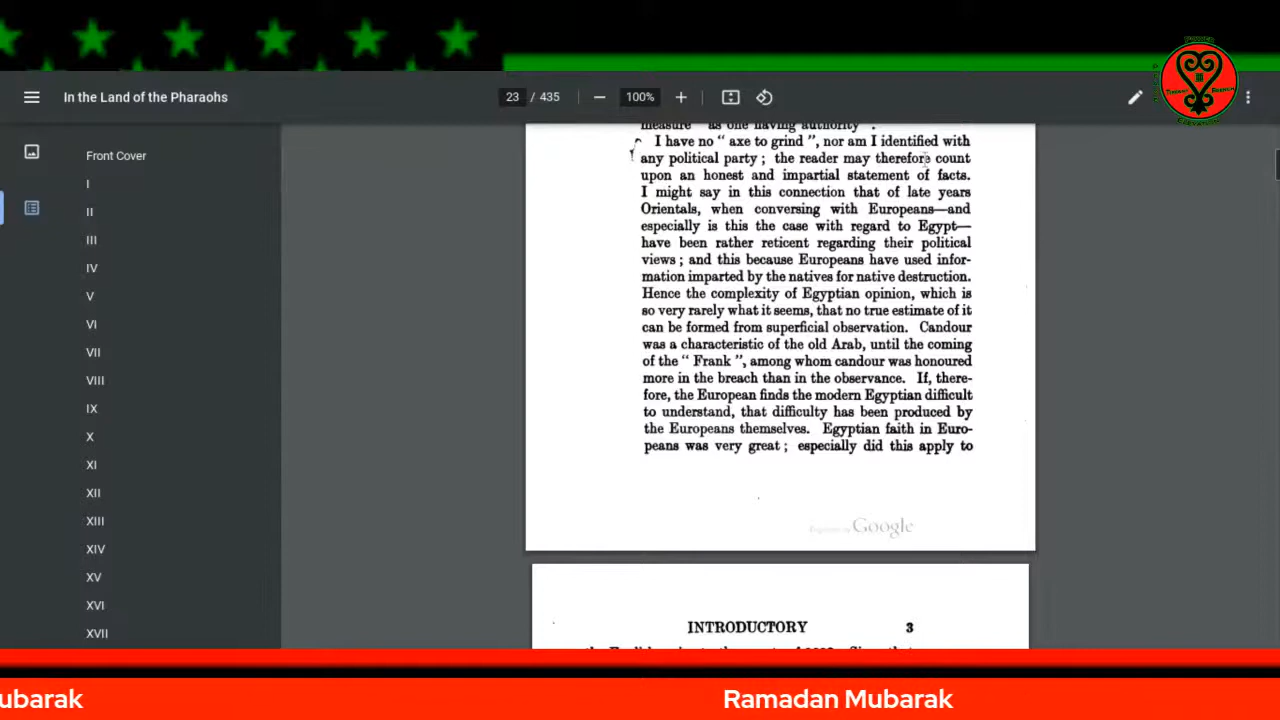 In the Land of the Pharaohs
23 / 435
100%
Front Cover
I
II
III
IV
V
VI
VII
VIII
IX
X
XI
XII
XIII
XIV
XV
XVI
XVII
measure "as one having authority".
I have no "axe to grind", nor am I identified with
any political party; the reader may therefore count
upon an honest and impartial statement of facts.
I might say in this connection that of late years
Orientals, when conversing with Europeans—and
especially is this the case with regard to Egypt—
have been rather reticent regarding their political
views; and this because Europeans have used infor-
mation imparted by the natives for native destruction.
Hence the complexity of Egyptian opinion, which is
so very rarely what it seems, that no true estimate of it
can be formed from superficial observation. Candour
was a characteristic of the old Arab, until the coming
of the "Frank", among whom candour was honoured
more in the breach than in the observance. If, there-
fore, the European finds the modern Egyptian difficult
to understand, that difficulty has been produced by
the Europeans themselves. Egyptian faith in Euro-
peans was very great; especially did this apply to
Google
INTRODUCTORY 3
ubarak
Ramadan Mubarak